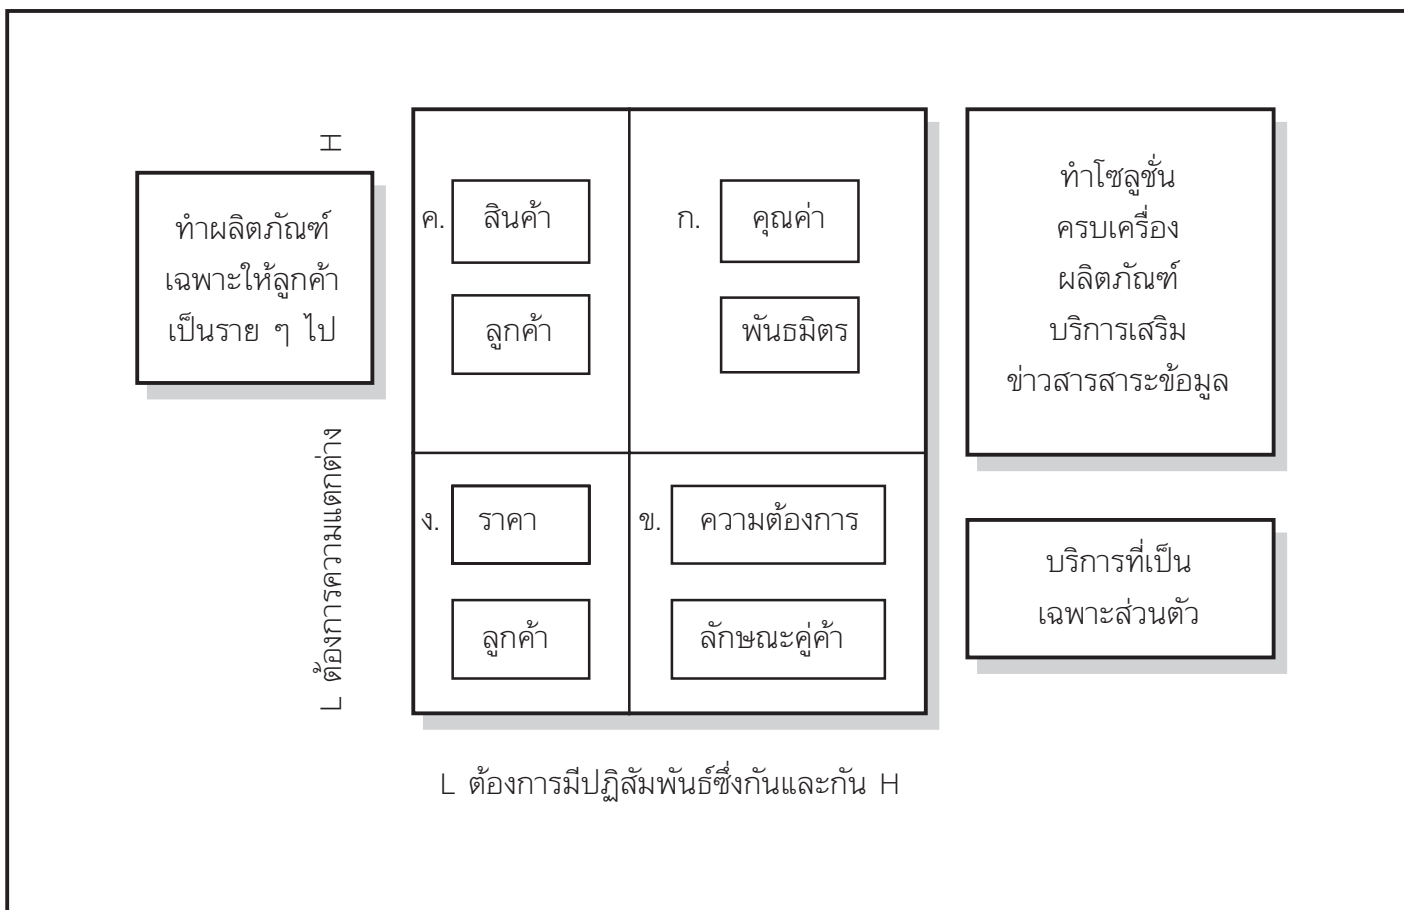 H
ทำผลิตภัณฑ์
เฉพาะให้ลูกค้า
เป็นราย ๆ ไป
L ต้องการความแตกต่าง
ค.
สินค้า
ลูกค้า
ก.
คุณค่า
พันธมิตร
ง.
ราคา
ลูกค้า
ข.
ความต้องการ
ลักษณะคู่ค้า
ทำโซลูชั่น
ครบเครื่อง
ผลิตภัณฑ์
บริการเสริม
ข่าวสารสาระข้อมูล
บริการที่เป็น
เฉพาะส่วนตัว
L ต้องการมีปฏิสัมพันธ์ซึ่งกันและกัน H